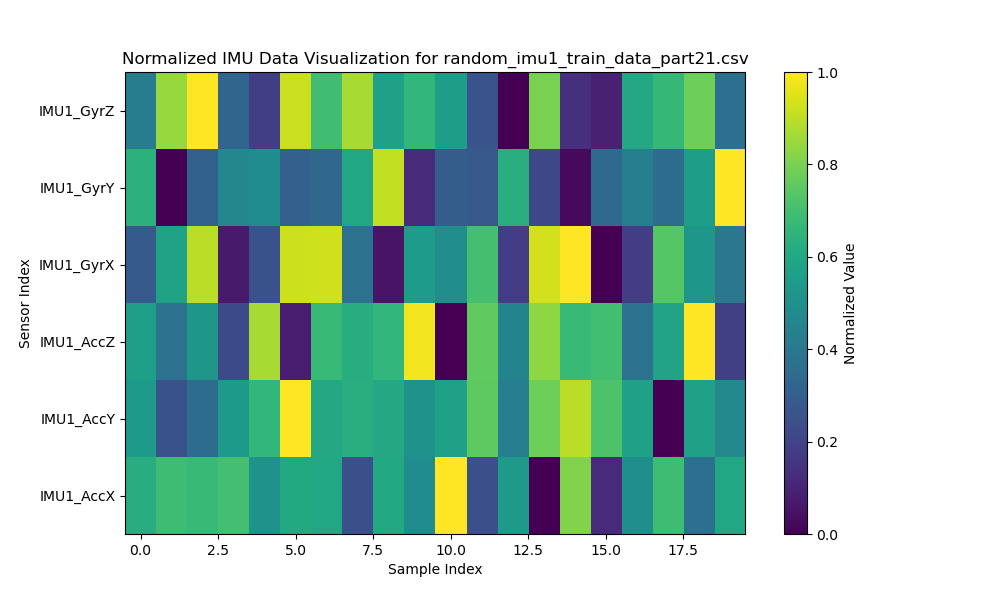 Normalized IMU Data Visualization for random_imu1_train_data_part21.csv
IMU1_GyrZ
IMU1_GyrY
IMU1_GyrX
IMU1_AccZ
IMU1_AccY
IMU1_AccX
Sensor Index
0.0 2.5 5.0 7.5 10.0 12.5 15.0 17.5
Sample Index
1.0
0.8
0.6
0.4
0.2
0.0
Normalized Value